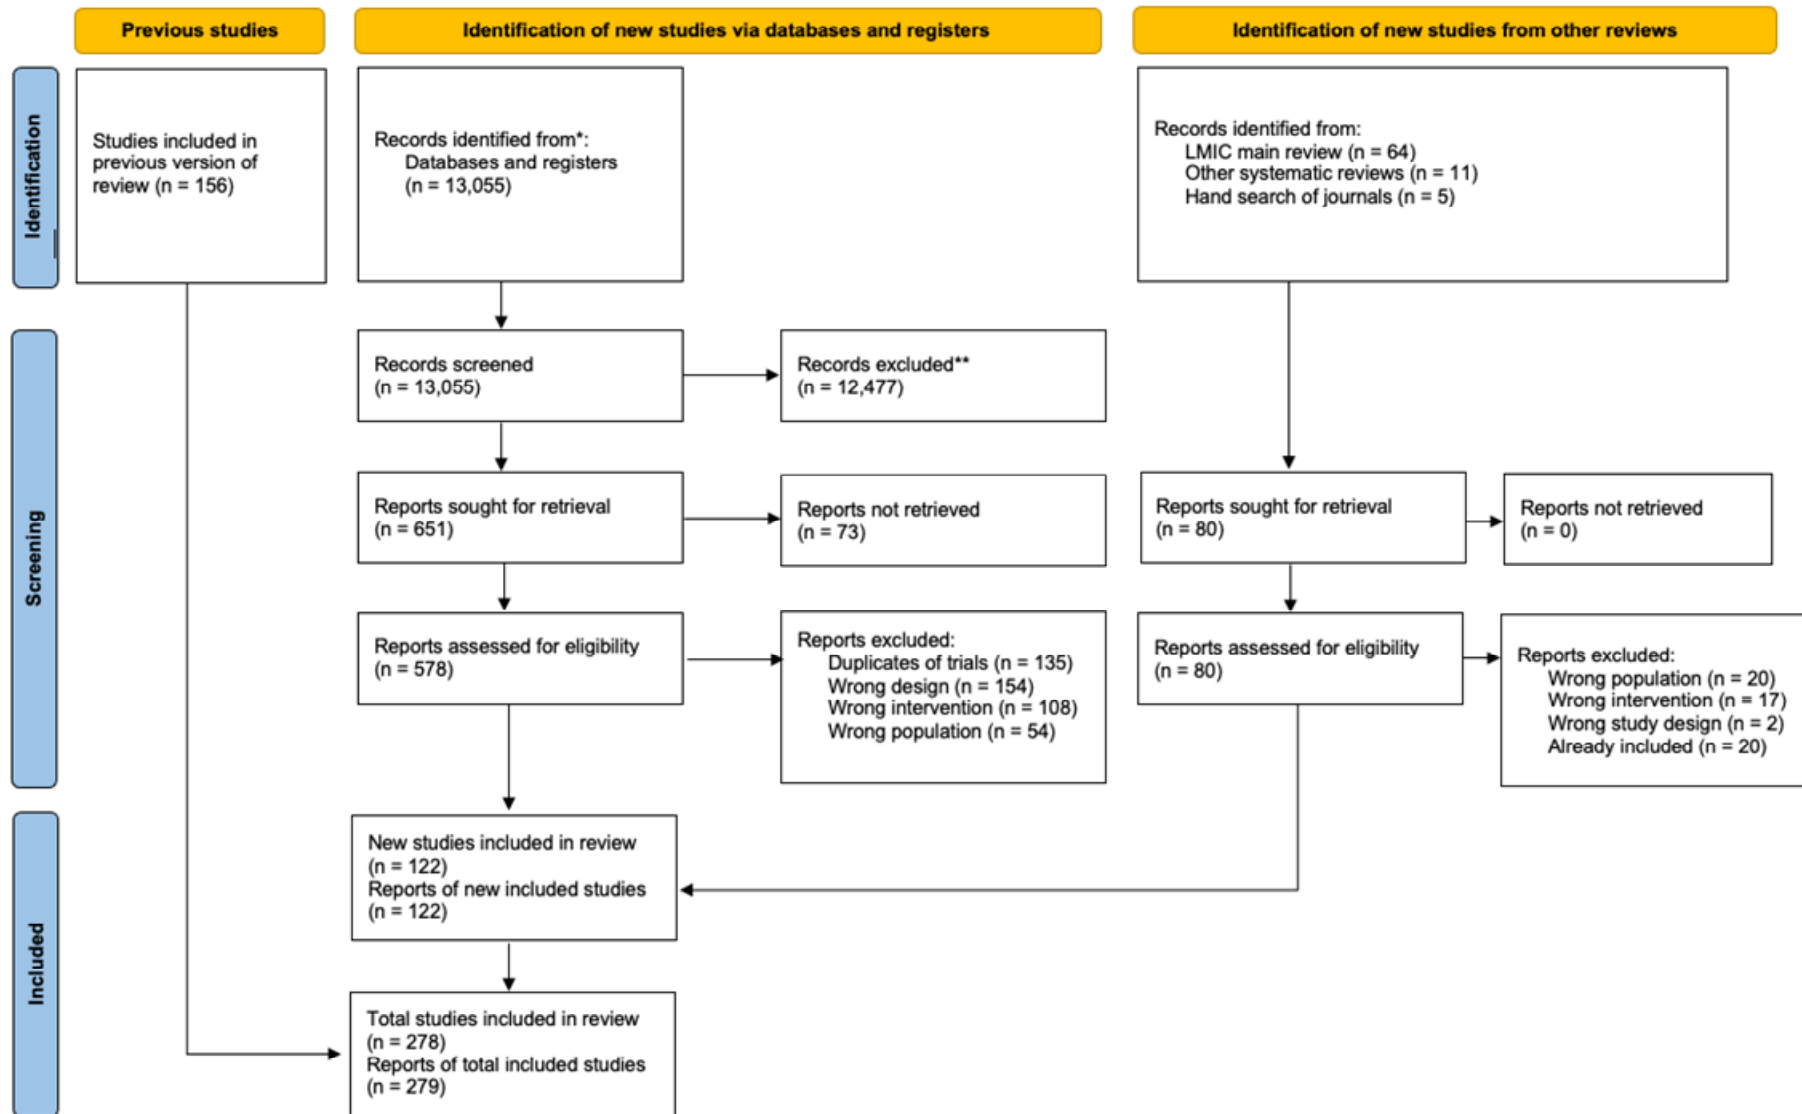 Previous studies
Identification of new studies via databases and registers
Identification of new studies from other reviews
Identification
Studies included in
previous version of
review (n = 156)
Records identified from*:
Databases and registers
(n = 13,055)
Records identified from:
LMIC main review (n = 64)
Other systematic reviews (n = 11)
Hand search of journals (n = 5)
Screening
Records screened
(n = 13,055)
Records excluded**
(n = 12,477)
Reports sought for retrieval
(n = 651)
Reports not retrieved
(n = 73)
Reports sought for retrieval
(n = 80)
Reports not retrieved
(n = 0)
Reports assessed for eligibility
(n = 578)
Reports excluded:
Duplicates of trials (n = 135)
Wrong design (n = 154)
Wrong intervention (n = 108)
Wrong population (n = 54)
Reports assessed for eligibility
(n = 80)
Reports excluded:
Wrong population (n = 20)
Wrong intervention (n = 17)
Wrong study design (n = 2)
Already included (n = 20)
Included
New studies included in review
(n = 122)
Reports of new included studies
(n = 122)
Total studies included in review
(n = 278)
Reports of total included studies
(n = 279)